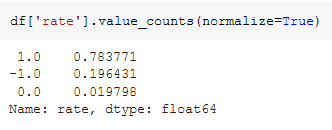 df['rate'].value_counts(normalize=True)
1.0 0.783771
-1.0 0.196431
0.0 0.019798
Name: rate, dtype: float64